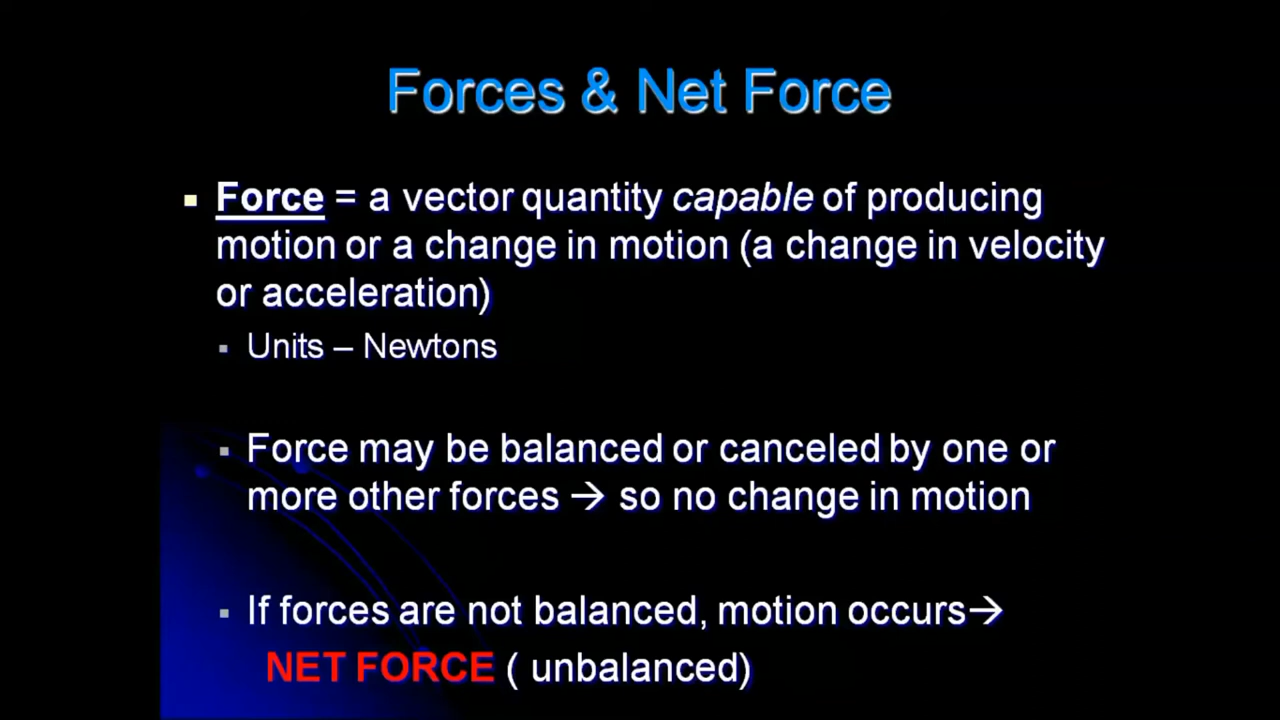 Forces & Net Force
▪ Force = a vector quantity capable of producing
motion or a change in motion (a change in velocity
or acceleration)
▪ Units – Newtons
▪ Force may be balanced or canceled by one or
more other forces → so no change in motion
▪ If forces are not balanced, motion occurs→
NET FORCE ( unbalanced)